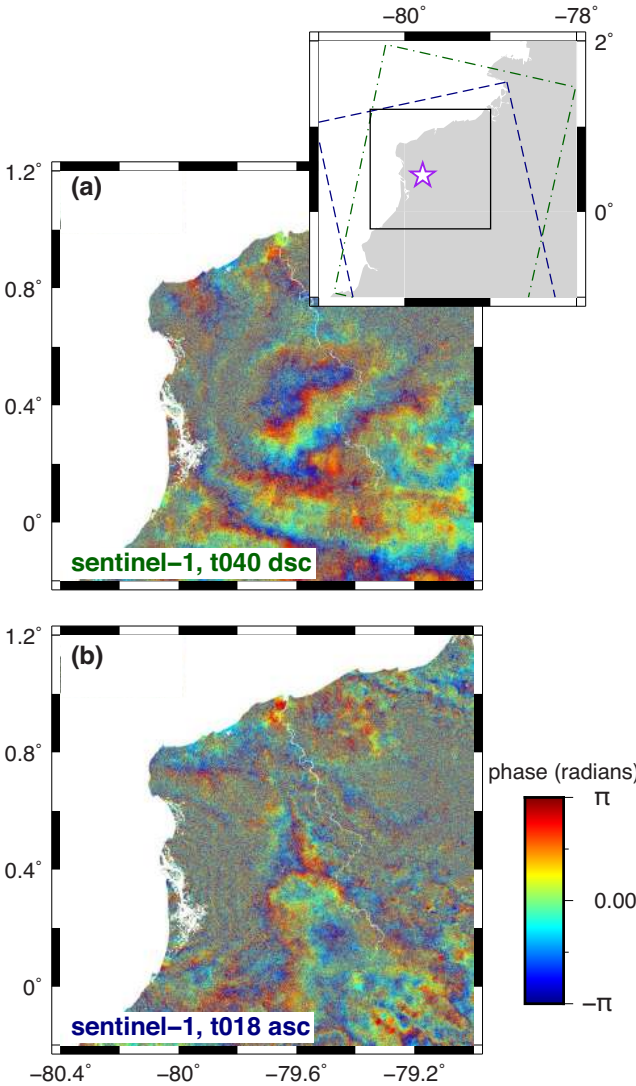 −80° −78°
2°
0°
(a)
1.2°
0.8°
0.4°
0°
sentinel−1, t040 dsc
(b)
1.2°
0.8°
0.4°
0°
sentinel−1, t018 asc
phase (radians)
π
0.00
−π
−80.4° −80° −79.6° −79.2°